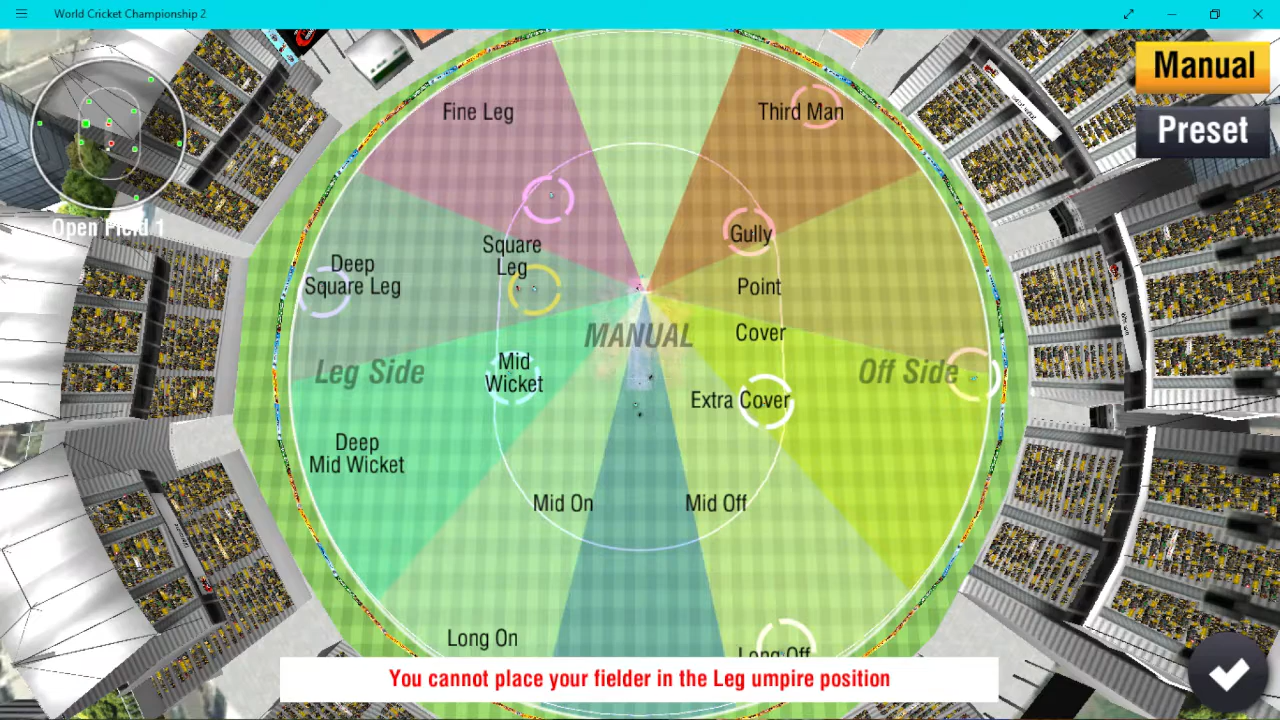 World Cricket Championship 2
Manual
Preset
Open Field 1
Fine Leg
Third Man
Square
Leg
Gully
Deep
Square Leg
Point
MANUAL
Cover
Leg Side
Mid
Wicket
Off Side
Extra Cover
Deep
Mid Wicket
Mid On
Mid Off
Long On
Long Off
You cannot place your fielder in the Leg umpire position